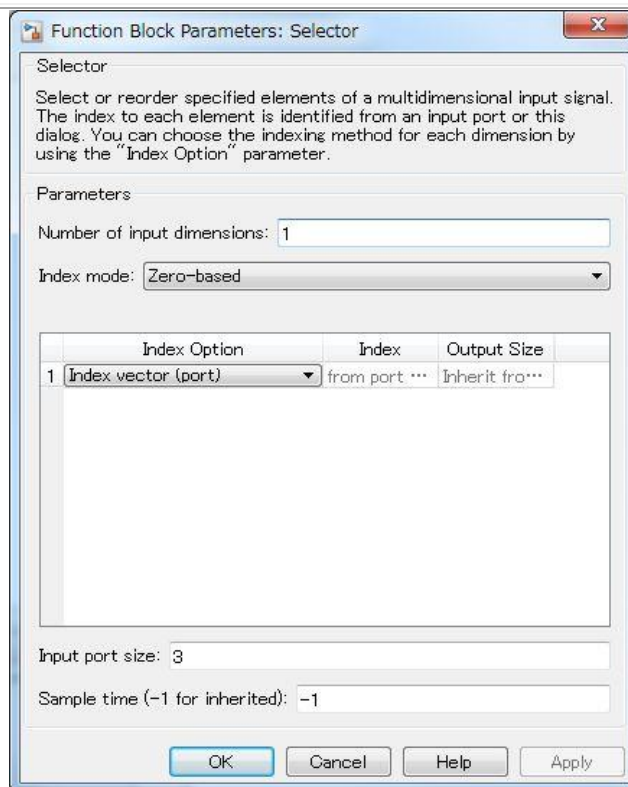 Function Block Parameters: Selector
Selector
Select or reorder specified elements of a multidimensional input signal.
The index to each element is identified from an input port or this
dialog. You can choose the indexing method for each dimension by
using the "Index Option" parameter.
Parameters
Number of input dimensions: 1
Index mode: Zero-based
Index Option Index Output Size
1 Index vector (port) from port … Inherit fro…
Input port size: 3
Sample time (-1 for inherited): -1
OK Cancel Help Apply